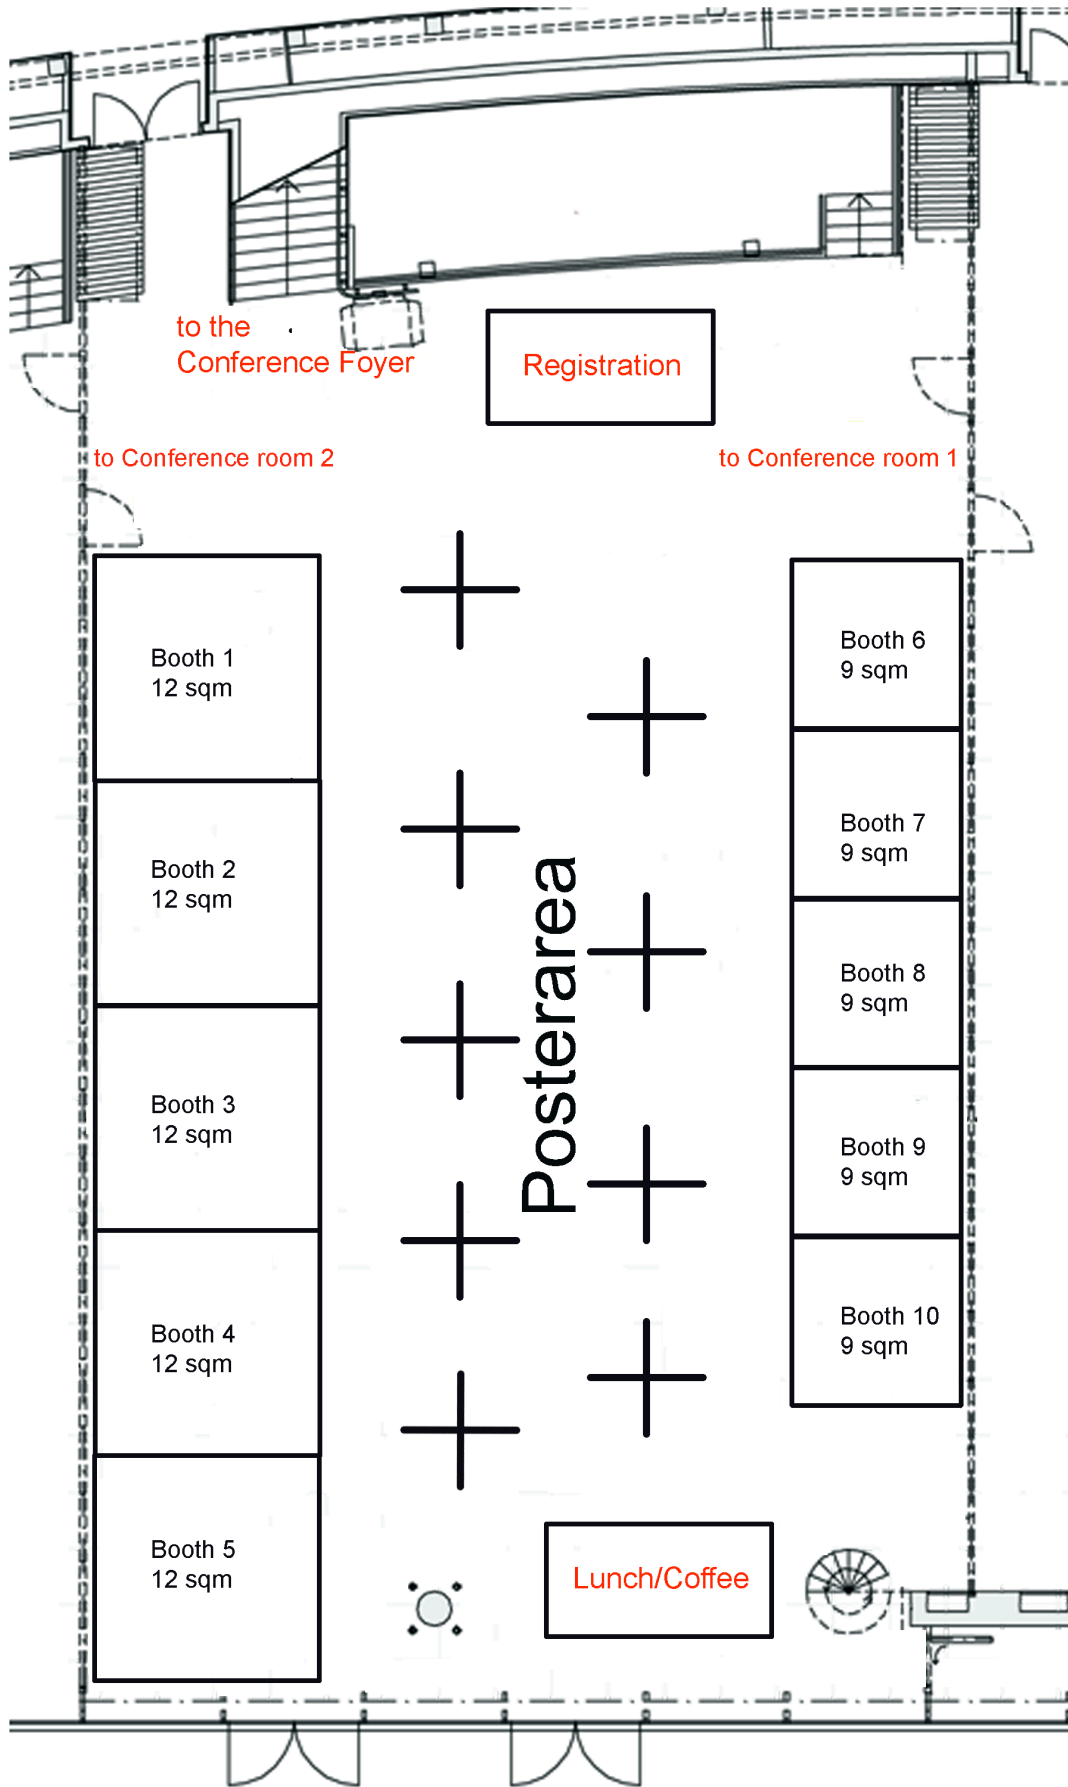 to the
Conference Foyer
Registration
to Conference room 2
to Conference room 1
Booth 1
12 sqm
Booth 2
12 sqm
Booth 3
12 sqm
Booth 4
12 sqm
Booth 5
12 sqm
Posterarea
Booth 6
9 sqm
Booth 7
9 sqm
Booth 8
9 sqm
Booth 9
9 sqm
Booth 10
9 sqm
Lunch/Coffee